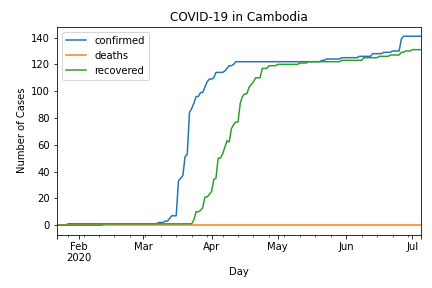 COVID-19 in Cambodia
confirmed
deaths
recovered
Number of Cases
140
120
100
80
60
40
20
0
Feb Mar Apr May Jun Jul
2020
Day